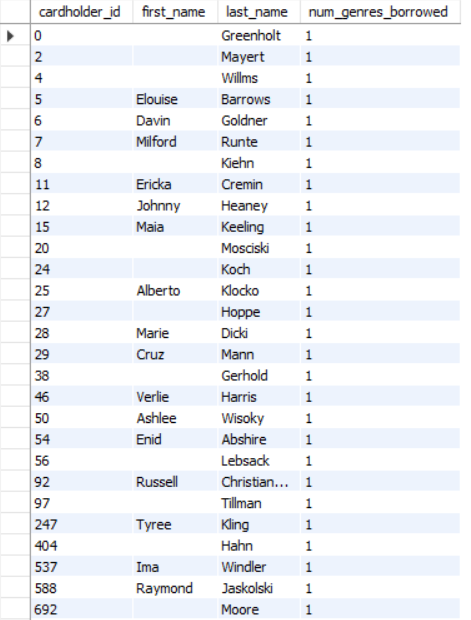 cardholder_id first_name last_name num_genres_borrowed
0 Greenholt 1
2 Mayert 1
4 Willms 1
5 Elouise Barrows 1
6 Davin Goldner 1
7 Milford Runte 1
8 Kiehn 1
11 Ericka Cremin 1
12 Johnny Heaney 1
15 Maia Keeling 1
20 Mosciski 1
24 Koch 1
25 Alberto Klocko 1
27 Hoppe 1
28 Marie Dicki 1
29 Cruz Mann 1
38 Gerhold 1
46 Verlie Harris 1
50 Ashlee Wisoky 1
54 Enid Abshire 1
56 Lebsack 1
92 Russell Christian... 1
97 Tillman 1
247 Tyree Kling 1
404 Hahn 1
537 Ima Windler 1
588 Raymond Jaskolski 1
692 Moore 1